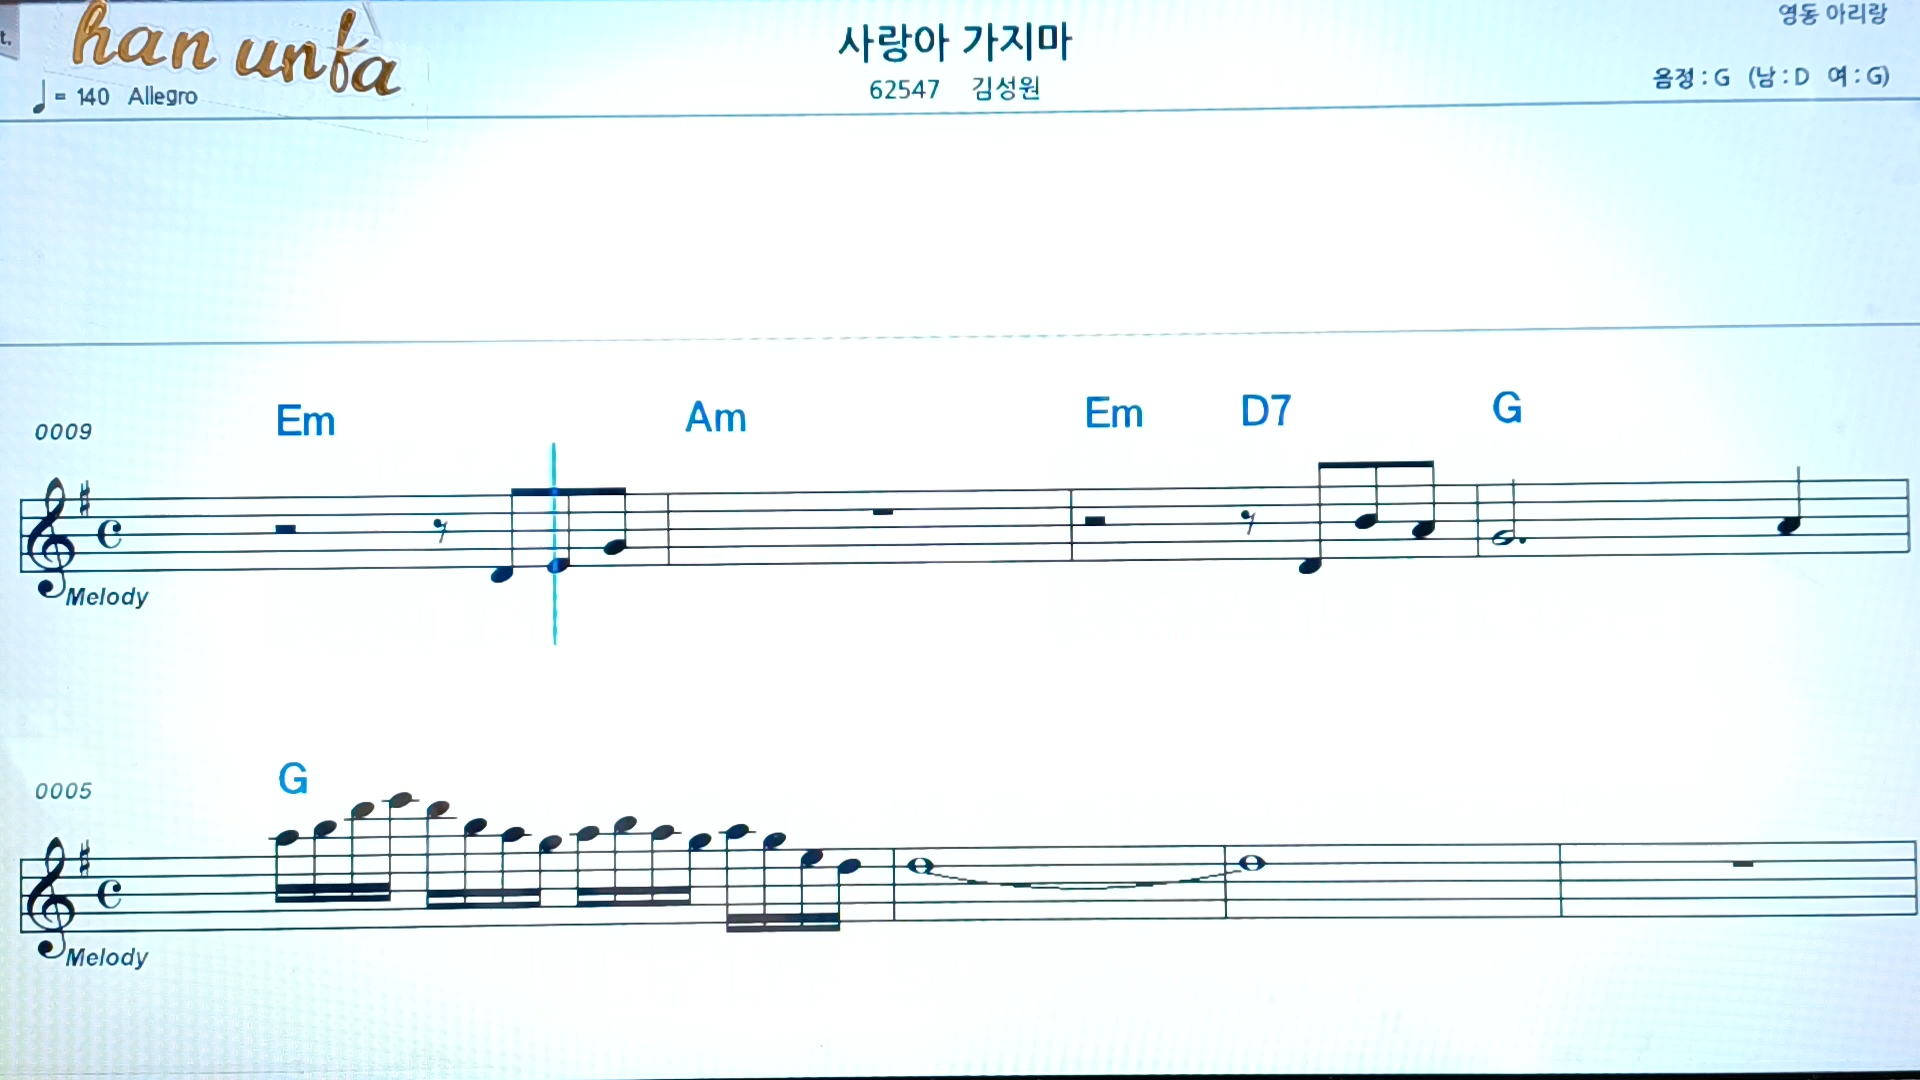 t.
han unfa
사랑아 가지마
영동 아리랑
= 140 Allegro
62547 김성원
음정 : G (남 : D 여 : G)
0009
Em Am Em D7 G
Melody
0005
G
Melody